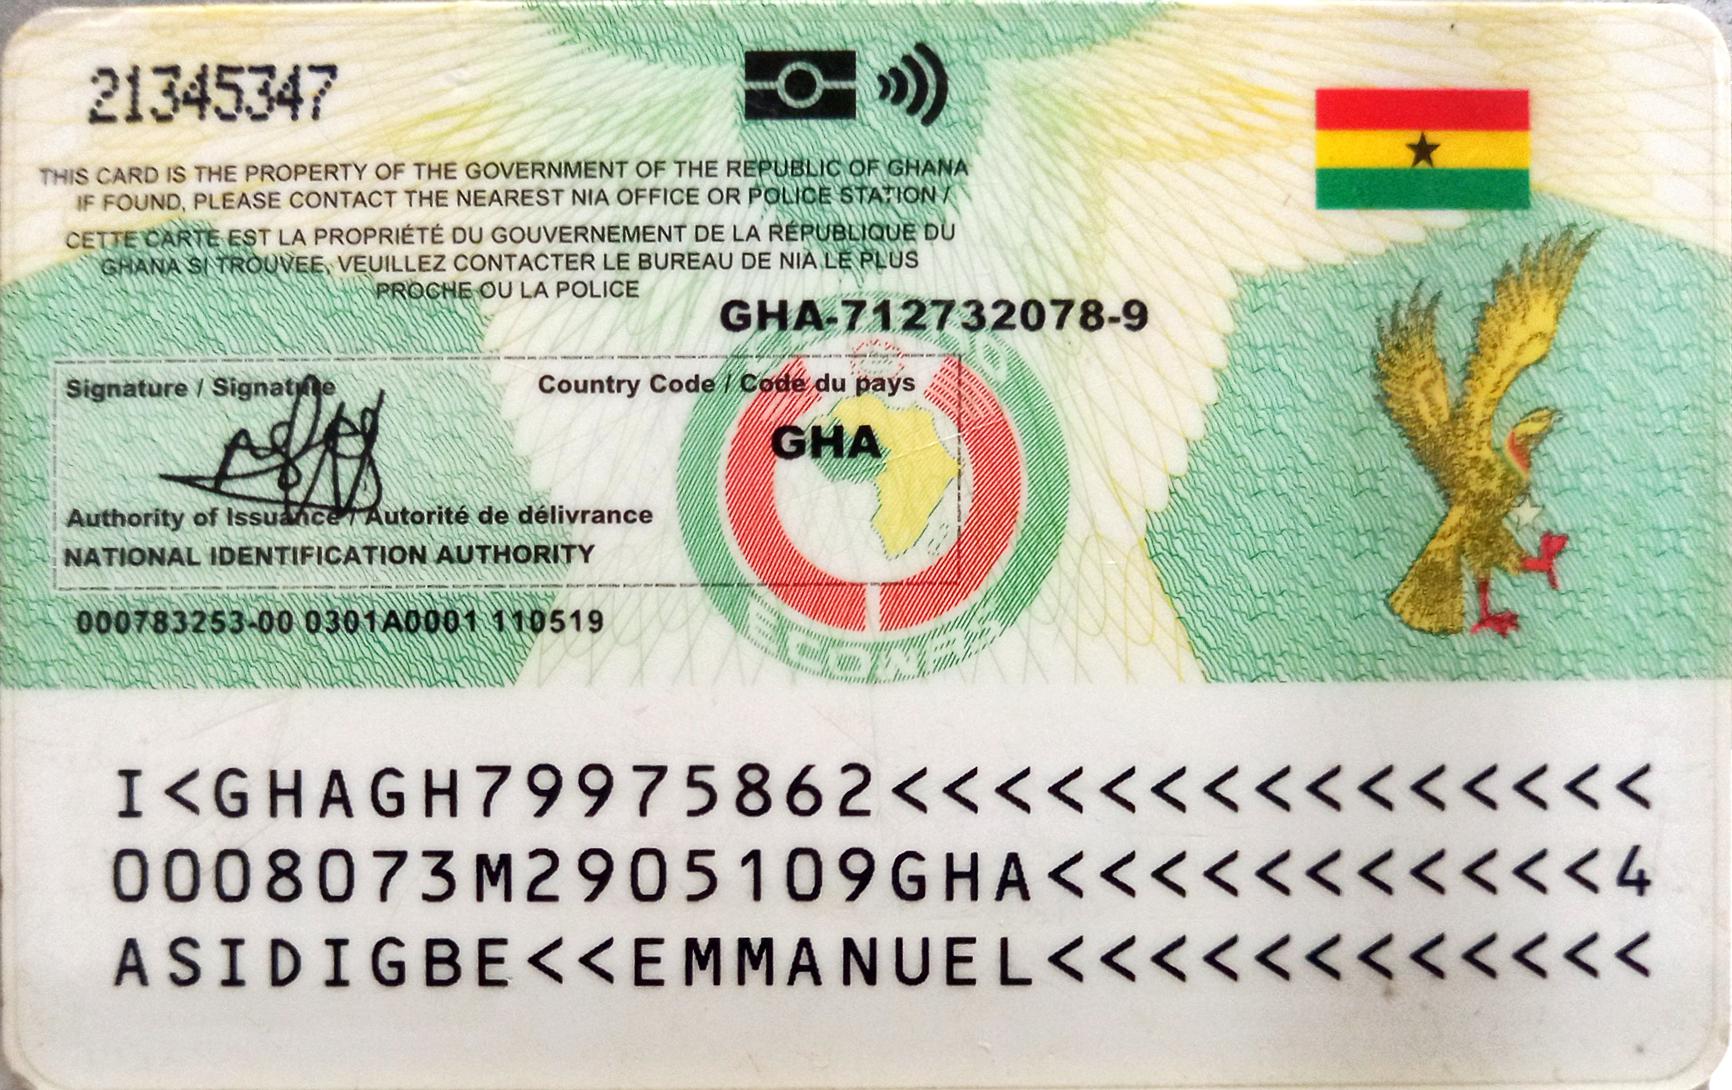 21345347
THIS CARD IS THE PROPERTY OF THE GOVERNMENT OF THE REPUBLIC OF GHANA
IF FOUND, PLEASE CONTACT THE NEAREST NIA OFFICE OR POLICE STATION /
CETTE CARTE EST LA PROPRIÉTÉ DU GOUVERNEMENT DE LA RÉPUBLIQUE DU
GHANA SI TROUVEE, VEUILLEZ CONTACTER LE BUREAU DE NIA LE PLUS
PROCHE OU LA POLICE
GHA-712732078-9
Signature / Signature
Country Code / Code du pays
GHA
Authority of Issuance / Autorité de délivrance
NATIONAL IDENTIFICATION AUTHORITY
000783253-00 0301A0001 110519
ECOWAS
I<GHAGH79975862<<<<<<<<<<<<<<<
0008073M2905109GHA<<<<<<<<<<<4
ASIDIGBE<<EMMANUEL<<<<<<<<<<<<